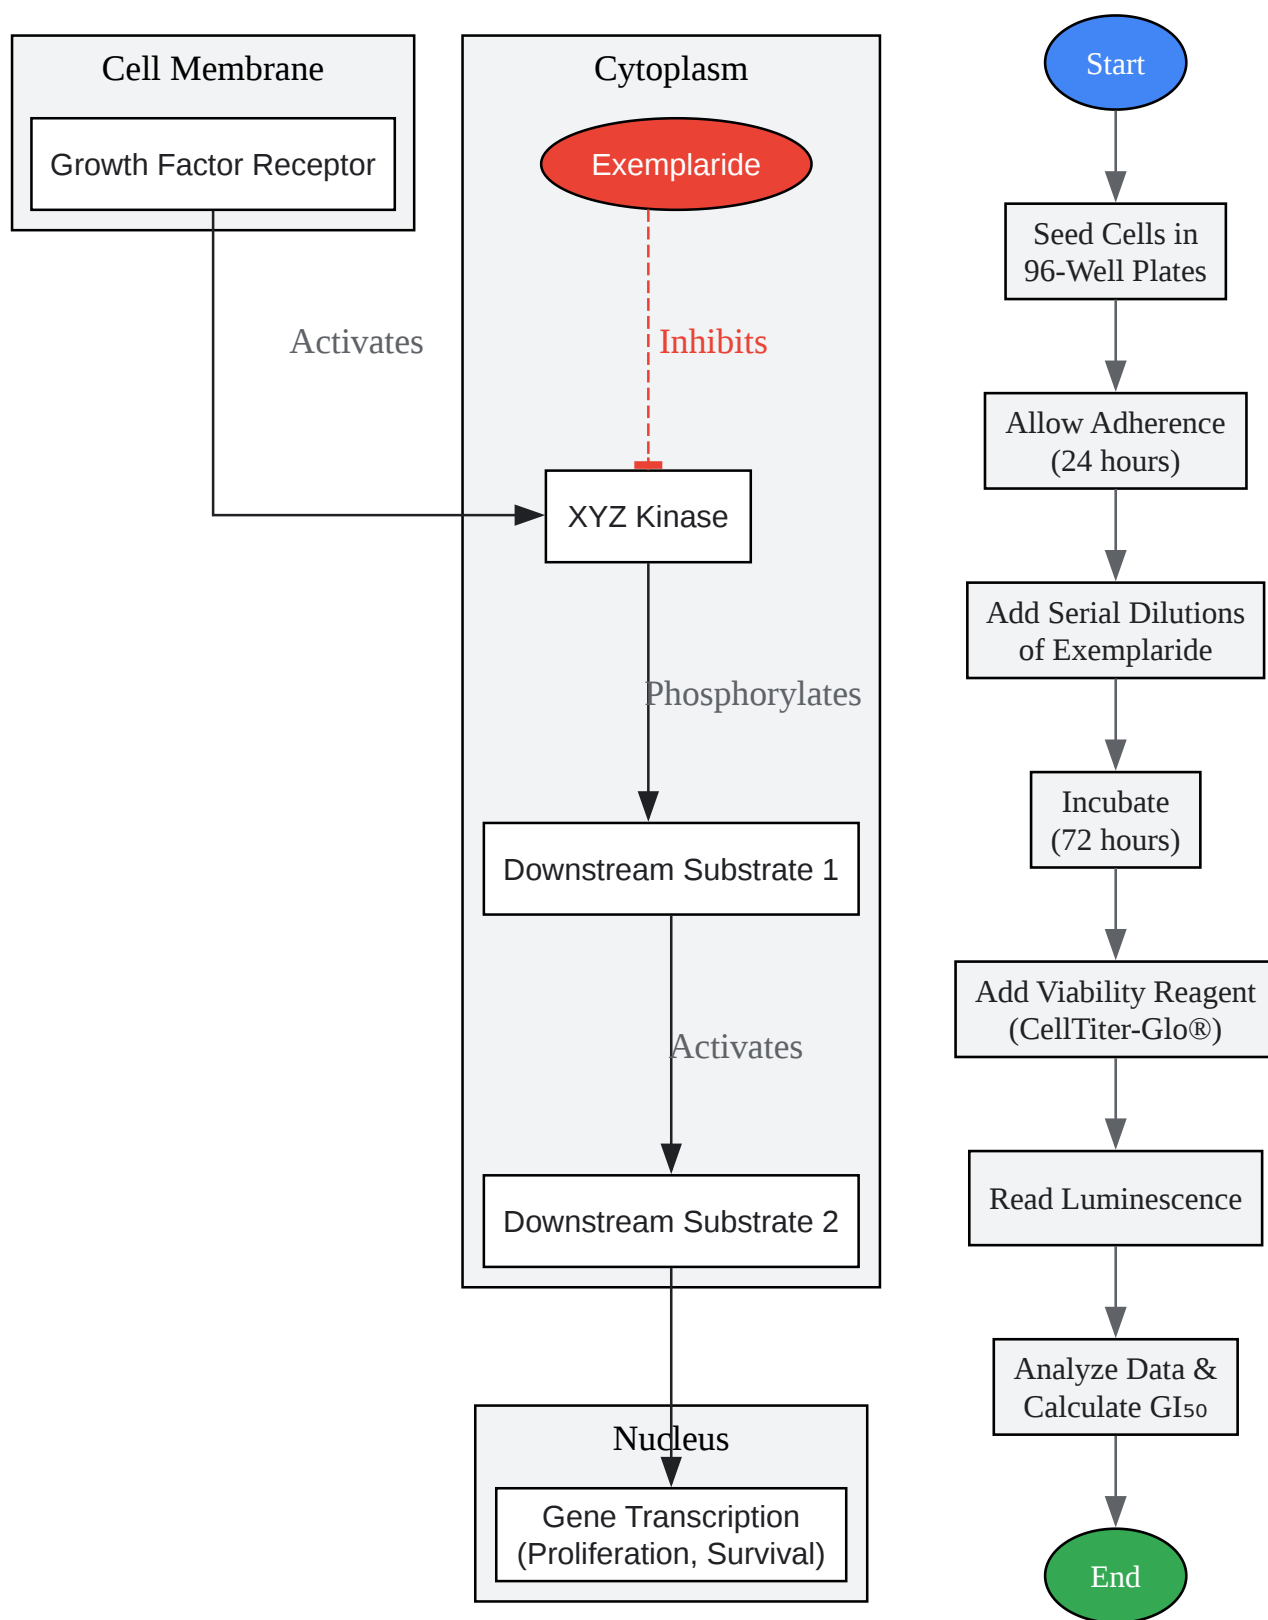 Cell Membrane
Growth Factor Receptor
Activates
Cytoplasm
Exemplaride
Inhibits
XYZ Kinase
Phosphorylates
Downstream Substrate 1
Activates
Downstream Substrate 2
Nucleus
Gene Transcription
(Proliferation, Survival)
Start
Seed Cells in
96-Well Plates
Allow Adherence
(24 hours)
Add Serial Dilutions
of Exemplaride
Incubate
(72 hours)
Add Viability Reagent
(CellTiter-Glo®)
Read Luminescence
Analyze Data &
Calculate GI₅₀
End